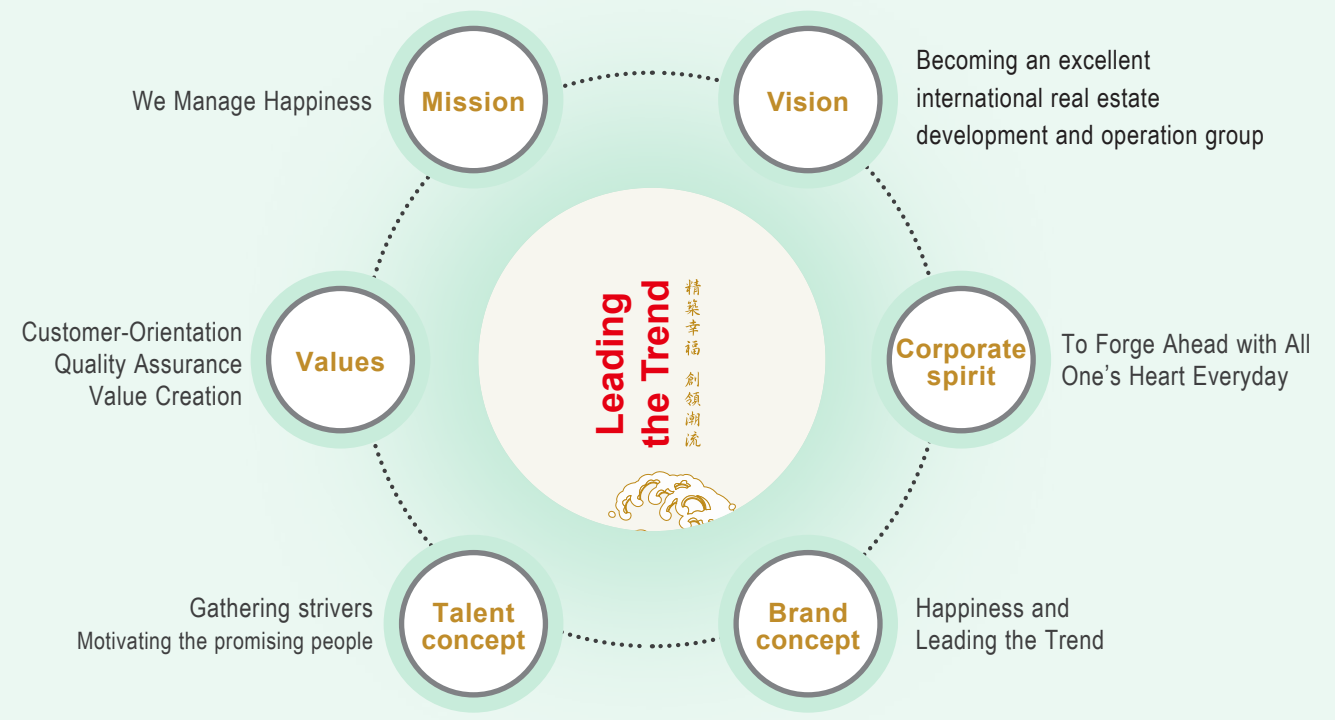 We Manage Happiness
Mission
Vision
Becoming an excellent
international real estate
development and operation group
Customer-Orientation
Quality Assurance
Value Creation
Values
Leading
the Trend
精築幸福 創領潮流
Corporate
spirit
To Forge Ahead with All
One's Heart Everyday
Gathering strivers
Motivating the promising people
Talent
concept
Brand
concept
Happiness and
Leading the Trend